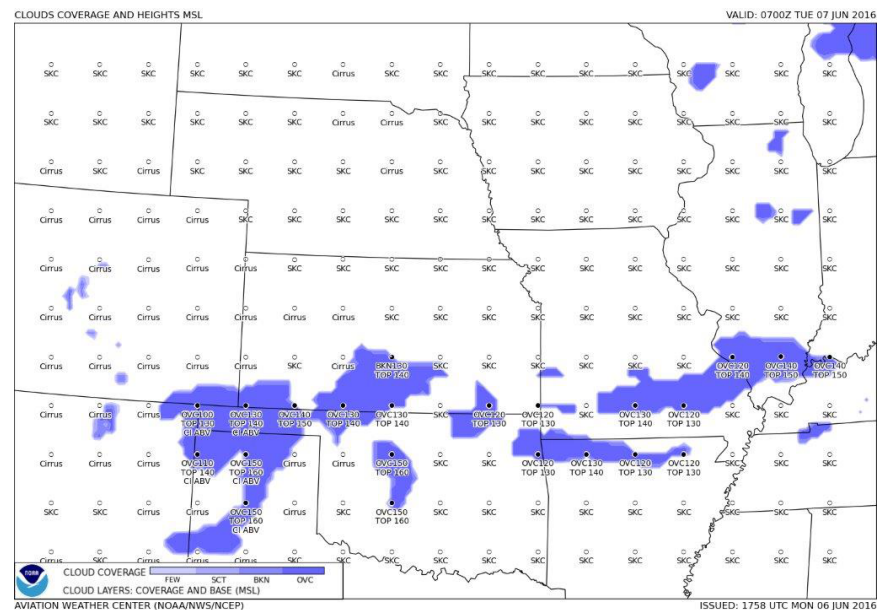 CLOUDS COVERAGE AND HEIGHTS MSL VALID: 0700Z TUE 07 JUN 2016
SKC SKC SKC SKC SKC SKC Cirrus SKC SKC SKC SKC SKC SKC SKC SKC SKC SKC
SKC SKC SKC SKC SKC SKC Cirrus Cirrus SKC SKC SKC SKC SKC SKC SKC SKC SKC
Cirrus SKC Cirrus SKC SKC SKC SKC Cirrus SKC SKC SKC SKC SKC SKC SKC SKC SKC
Cirrus Cirrus Cirrus Cirrus SKC SKC SKC SKC SKC SKC SKC SKC SKC SKC SKC SKC SKC
Cirrus Cirrus Cirrus Cirrus Cirrus SKC SKC SKC SKC SKC SKC SKC SKC SKC SKC SKC SKC
Cirrus Cirrus Cirrus Cirrus Cirrus Cirrus Cirrus SKC SKC SKC SKC SKC SKC SKC SKC SKC SKC
Cirrus Cirrus Cirrus Cirrus Cirrus SKC Cirrus BKN130 SKC SKC SKC SKC SKC SKC OVC120 OVC140 OVC140
TOP 140 TOP 140 TOP 150 TOP 150
Cirrus Cirrus Cirrus OVC100 OVC130 OVC140 OVC130 OVC130 SKC OVC120 OVC120 SKC OVC130 OVC120 SKC SKC SKC
TOP 130 TOP 140 TOP 150 TOP 140 TOP 140 TOP 130 TOP 130 TOP 140 TOP 130
CI ABV CI ABV
Cirrus Cirrus Cirrus OVC110 OVC150 Cirrus Cirrus OVC150 SKC SKC OVC120 OVC130 OVC120 OVC120 SKC SKC SKC
TOP 140 TOP 160 TOP 160 TOP 130 TOP 140 TOP 130 TOP 130
CI ABV CI ABV
SKC SKC Cirrus Cirrus OVC150 Cirrus SKC OVC150 SKC SKC SKC SKC SKC SKC SKC SKC SKC
TOP 160 TOP 160
CI ABV
Cirrus SKC Cirrus Cirrus Cirrus Cirrus SKC SKC SKC SKC SKC SKC SKC SKC SKC SKC SKC
CLOUD COVERAGE
FEW SCT BKN OVC
CLOUD LAYERS: COVERAGE AND BASE (MSL)
AVIATION WEATHER CENTER (NOAA/NWS/NCEP) ISSUED: 1758 UTC MON 06 JUN 2016